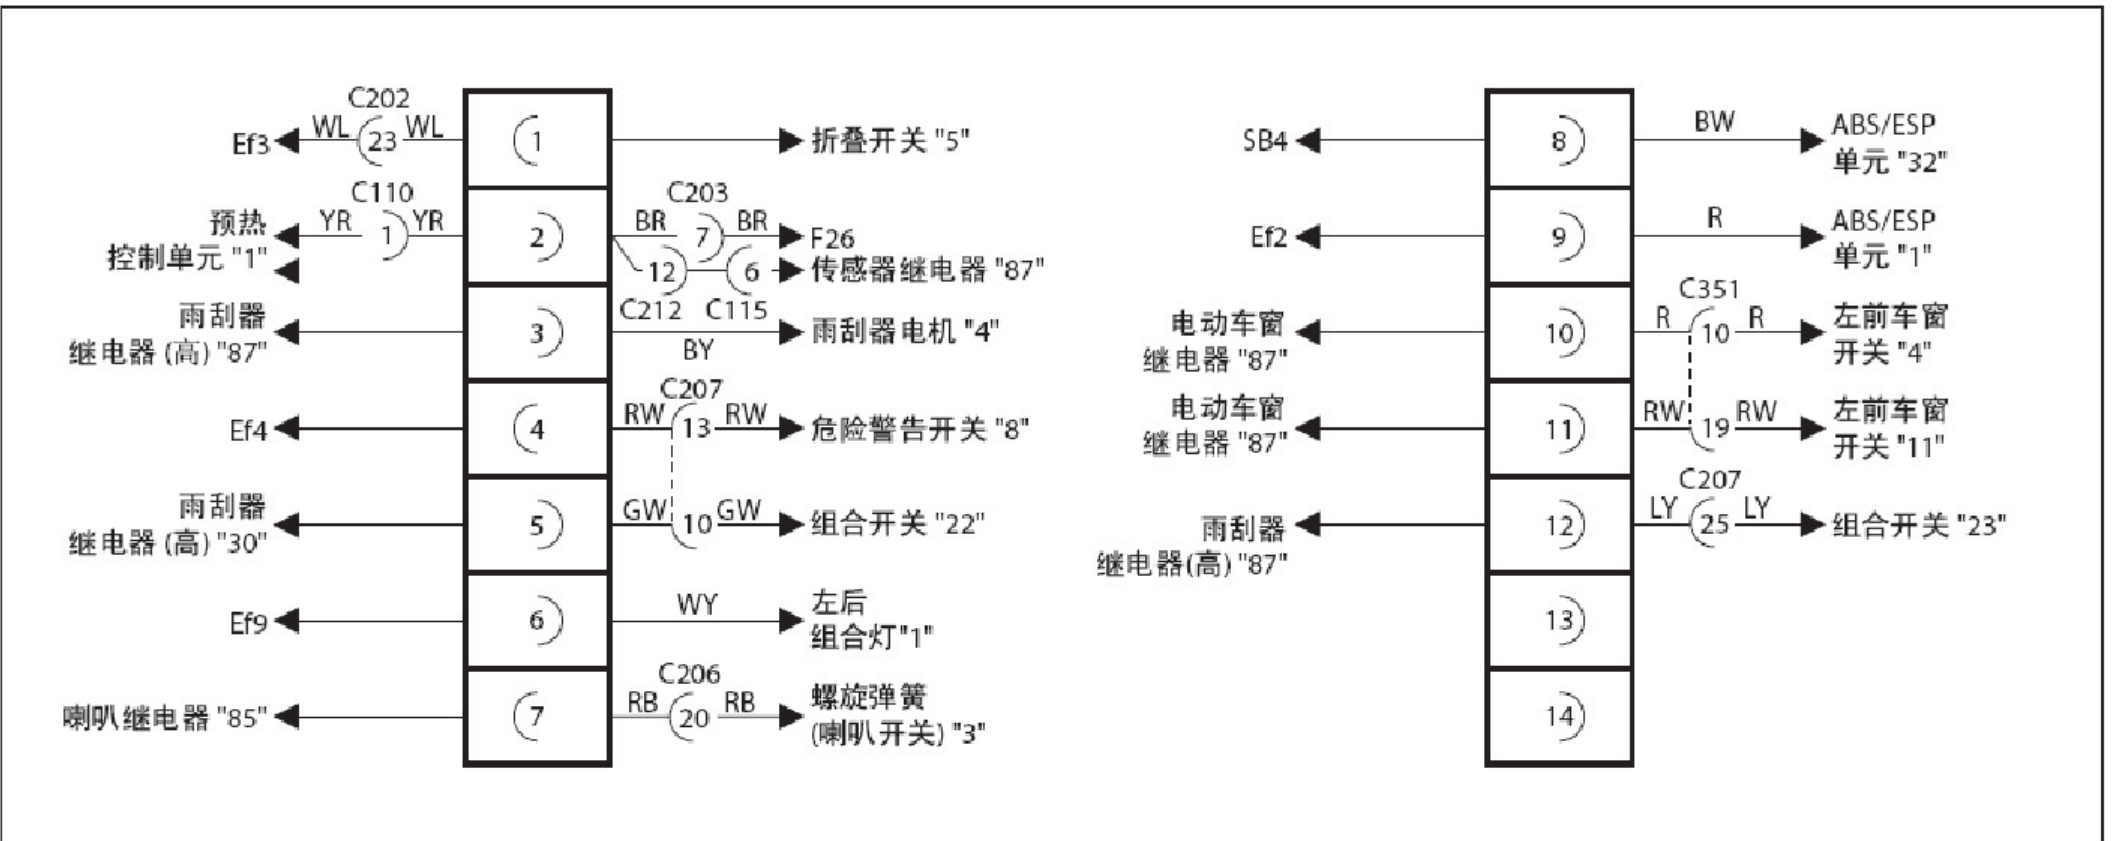 C202
Ef3 WL 23 WL 1 折叠开关 "5"
C110 C203
预热
控制单元 "1"
YR 1 YR 2 BR 7 BR F26
12 6 传感器继电器 "87"
C212 C115
雨刮器
继电器 (高) "87"
3 雨刮器电机 "4"
BY
C207
Ef4 4 RW 13 RW 危险警告开关 "8"
雨刮器
继电器 (高) "30"
5 GW 10 GW 组合开关 "22"
Ef9 6 WY 左后
组合灯 "1"
C206
喇叭继电器 "85" 7 RB 20 RB 螺旋弹簧
(喇叭开关) "3"
SB4 8 BW ABS/ESP
单元 "32"
Ef2 9 R ABS/ESP
单元 "1"
C351
电动车窗
继电器 "87"
10 R 10 R 左前车窗
开关 "4"
电动车窗
继电器 "87"
11 RW 19 RW 左前车窗
开关 "11"
C207
雨刮器
继电器(高) "87"
12 LY 25 LY 组合开关 "23"
13
14